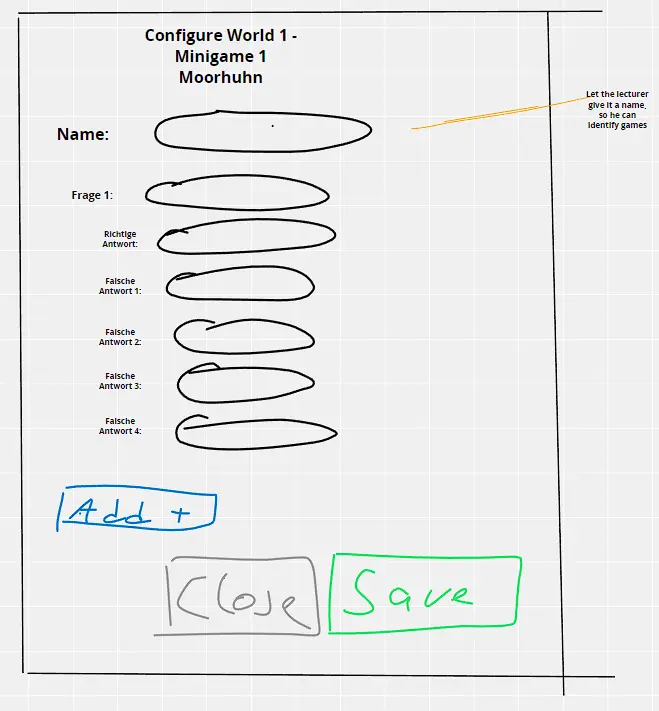 Configure World 1 -
Minigame 1
Moorhuhn
Let the lecturer
give it a name,
so he can
identify games
Name:
Frage 1:
Richtige
Antwort:
Falsche
Antwort 1:
Falsche
Antwort 2:
Falsche
Antwort 3:
Falsche
Antwort 4:
Add +
Close
Save